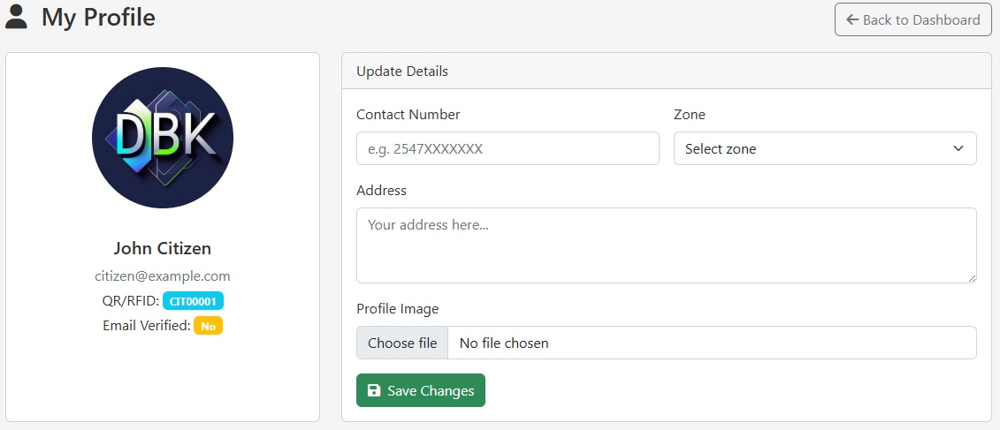 My Profile
Back to Dashboard
DBK
John Citizen
citizen@example.com
QR/RFID: CIT00001
Email Verified: No
Update Details
Contact Number
e.g. 2547XXXXXXX
Zone
Select zone
Address
Your address here...
Profile Image
Choose file No file chosen
Save Changes